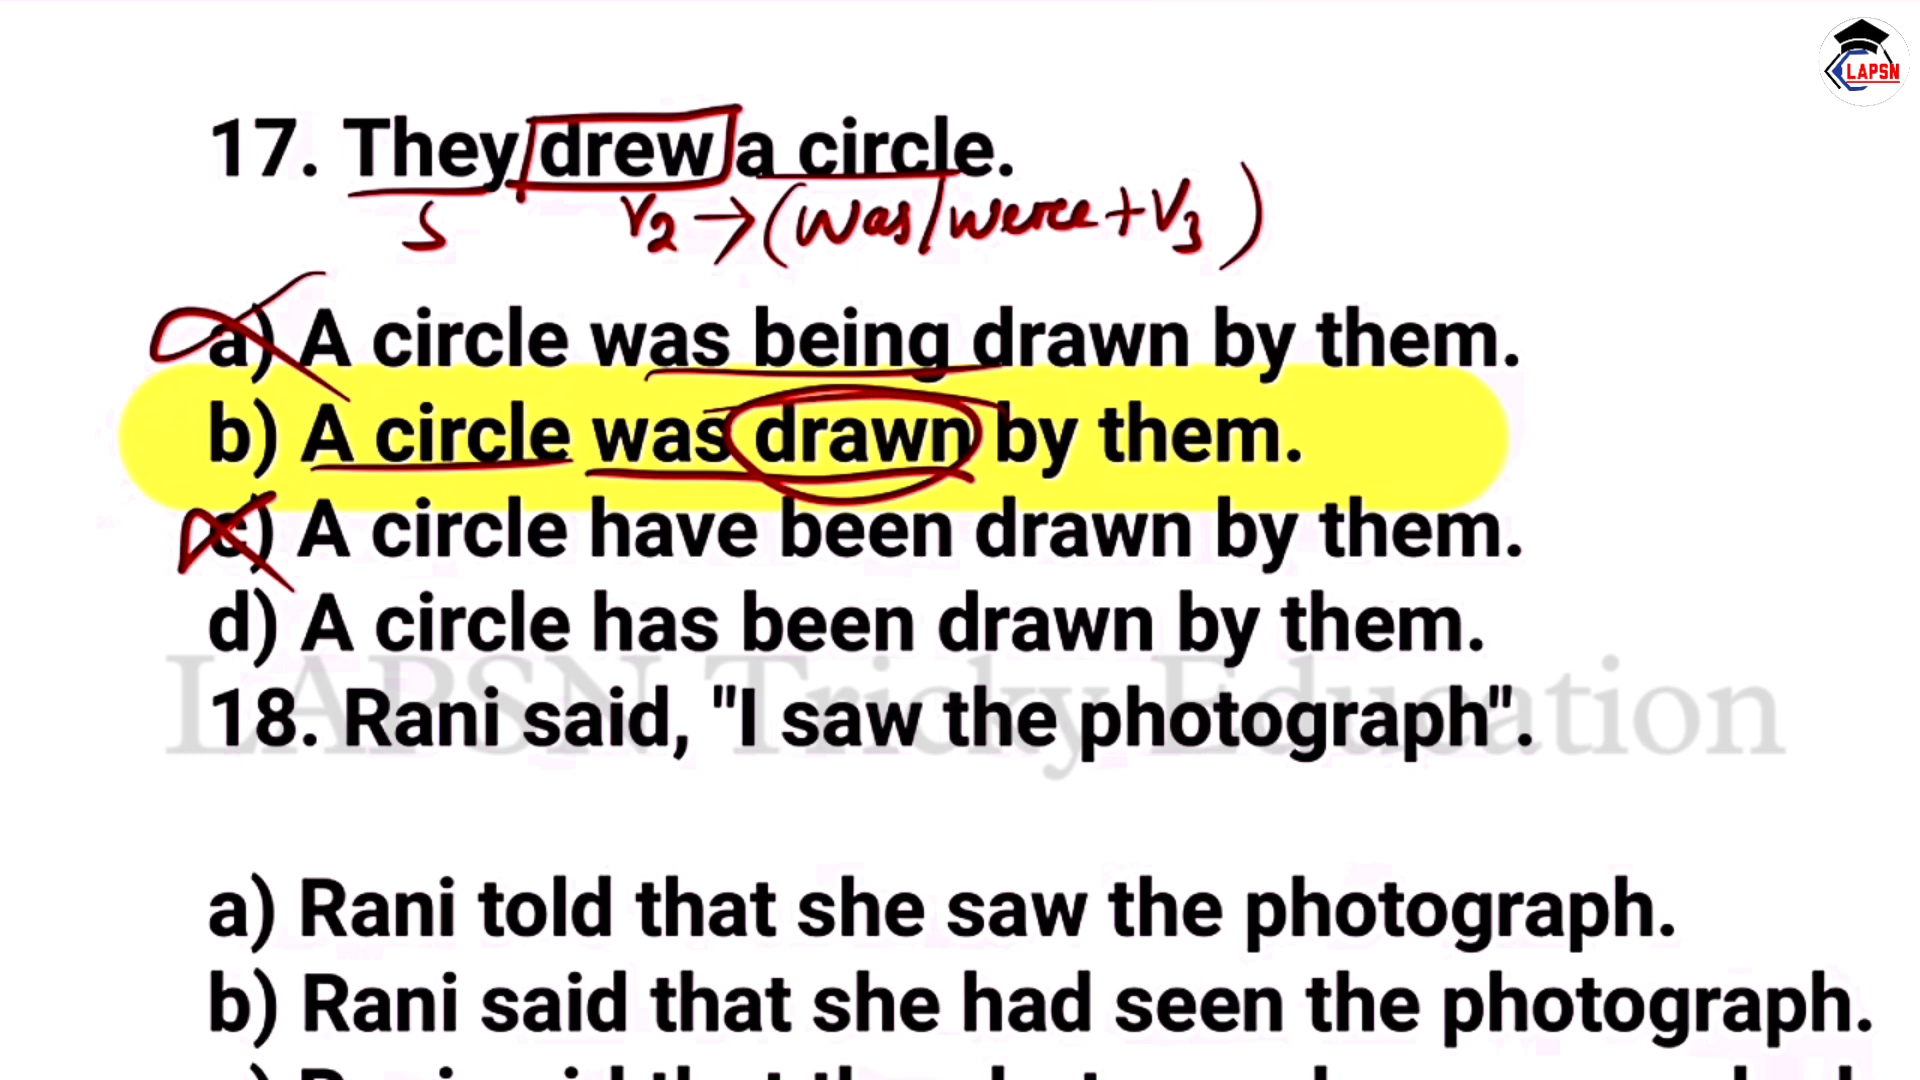 LAPSN
17. They drew a circle.
S V2 → (was/were + V3)
a) A circle was being drawn by them.
b) A circle was drawn by them.
c) A circle have been drawn by them.
d) A circle has been drawn by them.
LAPSN Tricky Education
18. Rani said, "I saw the photograph".
a) Rani told that she saw the photograph.
b) Rani said that she had seen the photograph.